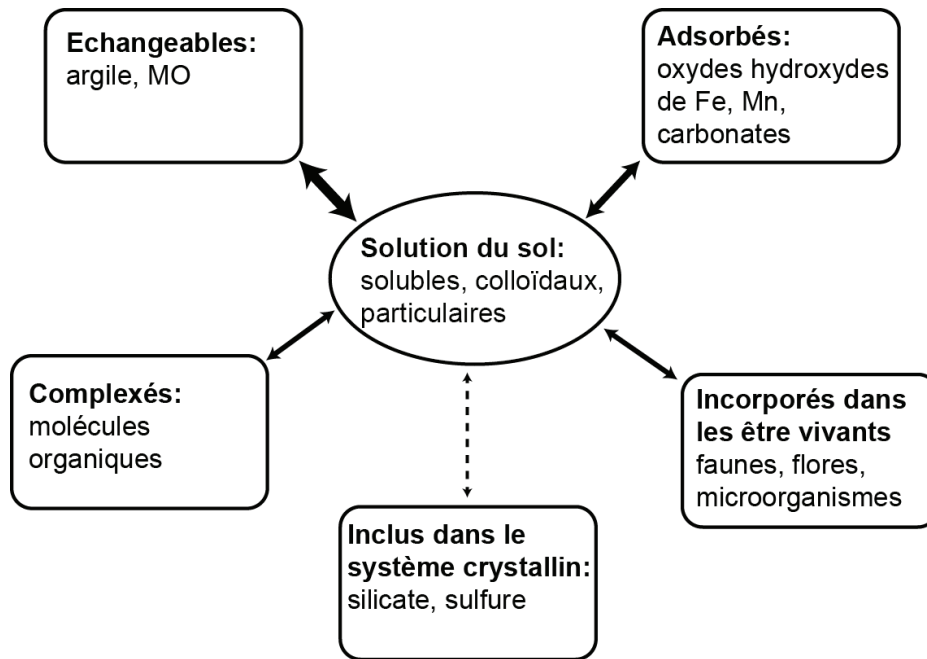 Echangeables:
argile, MO
Adsorbés:
oxydes hydroxydes
de Fe, Mn,
carbonates
Solution du sol:
solubles, colloïdaux,
particulaires
Complexés:
molécules
organiques
Incorporés dans
les être vivants
faunes, flores,
microorganismes
Inclus dans le
système crystallin:
silicate, sulfure